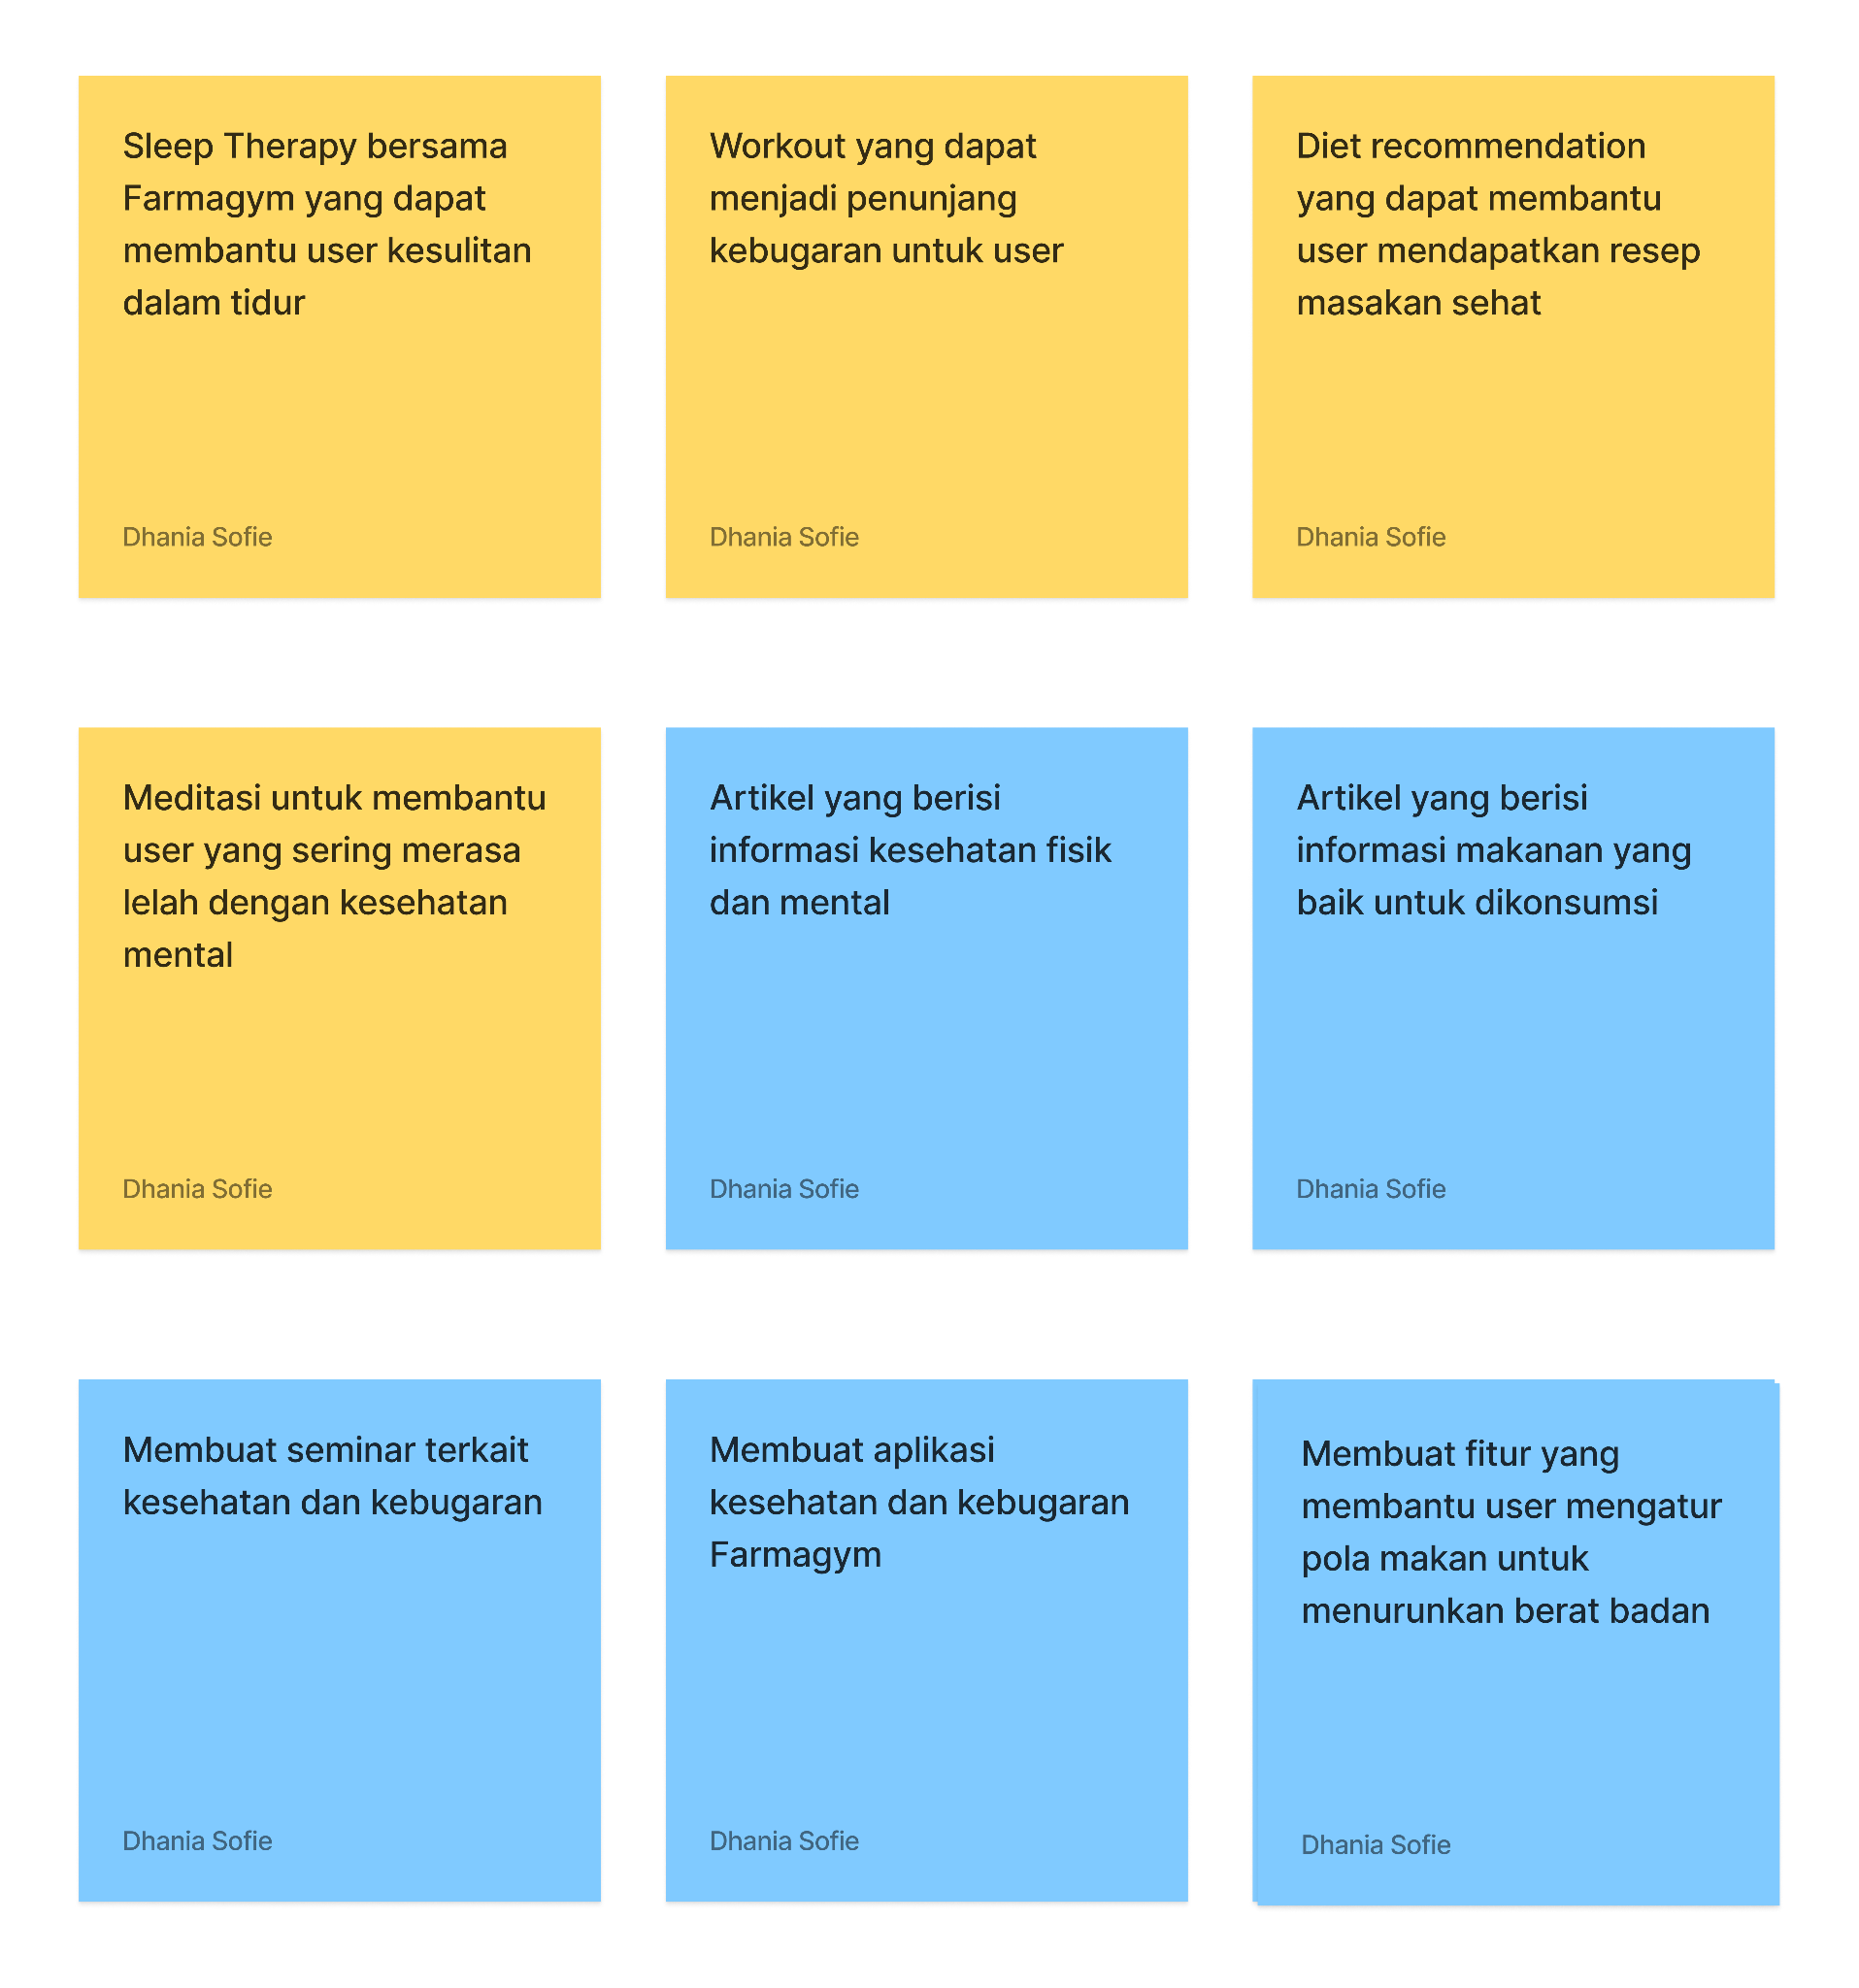 Sleep Therapy bersama
Farmagym yang dapat
membantu user kesulitan
dalam tidur
Dhania Sofie
Workout yang dapat
menjadi penunjang
kebugaran untuk user
Dhania Sofie
Diet recommendation
yang dapat membantu
user mendapatkan resep
masakan sehat
Dhania Sofie
Meditasi untuk membantu
user yang sering merasa
lelah dengan kesehatan
mental
Dhania Sofie
Artikel yang berisi
informasi kesehatan fisik
dan mental
Dhania Sofie
Artikel yang berisi
informasi makanan yang
baik untuk dikonsumsi
Dhania Sofie
Membuat seminar terkait
kesehatan dan kebugaran
Dhania Sofie
Membuat aplikasi
kesehatan dan kebugaran
Farmagym
Dhania Sofie
Membuat fitur yang
membantu user mengatur
pola makan untuk
menurunkan berat badan
Dhania Sofie